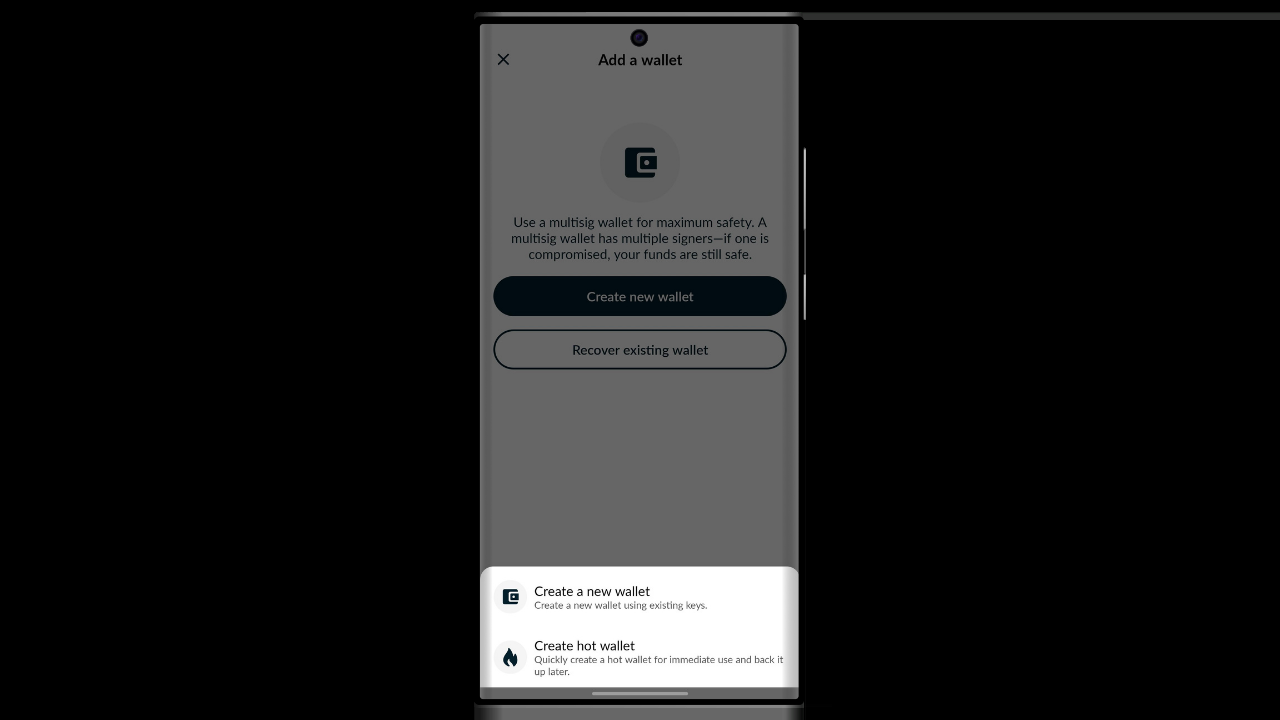 Add a wallet
Use a multisig wallet for maximum safety. A
multisig wallet has multiple signers—if one is
compromised, your funds are still safe.
Create new wallet
Recover existing wallet
Create a new wallet
Create a new wallet using existing keys.
Create hot wallet
Quickly create a hot wallet for immediate use and back it
up later.